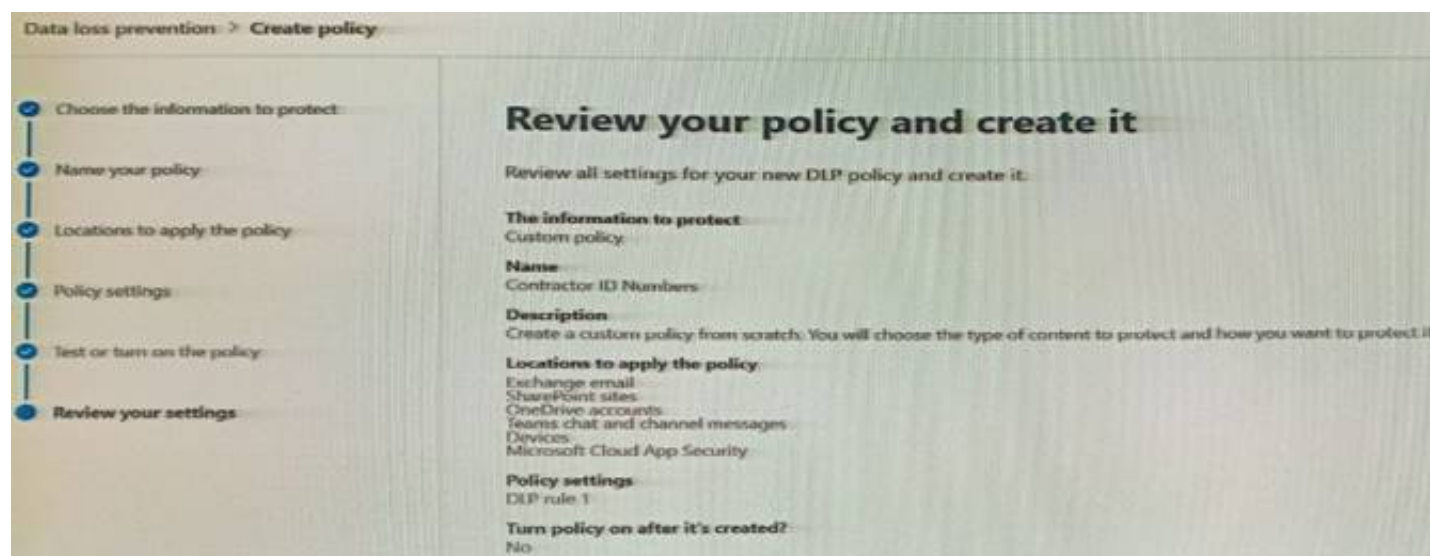 Data loss prevention > Create policy
Choose the information to protect
Name your policy
Locations to apply the policy
Policy settings
Test or turn on the policy
Review your settings
Review your policy and create it
Review all settings for your new DLP policy and create it.
The information to protect
Custom policy
Name
Contractor ID Numbers
Description
Create a custom policy from scratch. You will choose the type of content to protect and how you want to protect it
Locations to apply the policy
Exchange email
SharePoint sites
OneDrive accounts
Teams chat and channel messages
Devices
Microsoft Cloud App Security
Policy settings
DLP rule 1
Turn policy on after it's created?
No